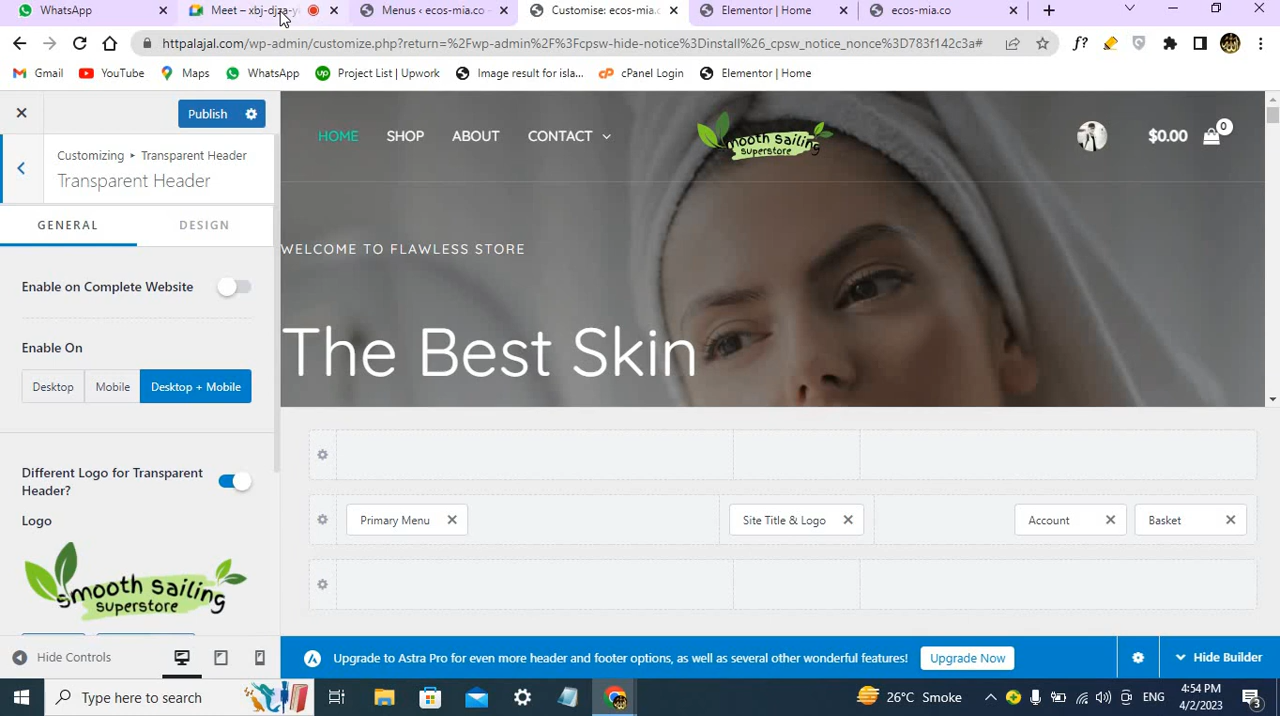 WhatsApp
Meet – xbj-djra-yi
Menus ‹ ecos-mia.co –
Customise: ecos-mia.co
Elementor | Home
ecos-mia.co
httpalajal.com/wp-admin/customize.php?return=%2Fwp-admin%2F%3Fcpsw-hide-notice%3Dinstall%26_cpsw_notice_nonce%3D783f142c3a#
f?
Gmail
YouTube
Maps
WhatsApp
Project List | Upwork
Image result for isla...
cPanel Login
Elementor | Home
Publish
Customizing ▸ Transparent Header
Transparent Header
GENERAL
DESIGN
Enable on Complete Website
Enable On
Desktop
Mobile
Desktop + Mobile
Different Logo for Transparent
Header?
Logo
smooth sailing
superstore
Hide Controls
HOME
SHOP
ABOUT
CONTACT
smooth sailing
superstore
$0.00
0
WELCOME TO FLAWLESS STORE
The Best Skin
Primary Menu
Site Title & Logo
Account
Basket
Upgrade to Astra Pro for even more header and footer options, as well as several other wonderful features!
Upgrade Now
Hide Builder
Type here to search
26°C Smoke
ENG
4:54 PM
4/2/2023
3